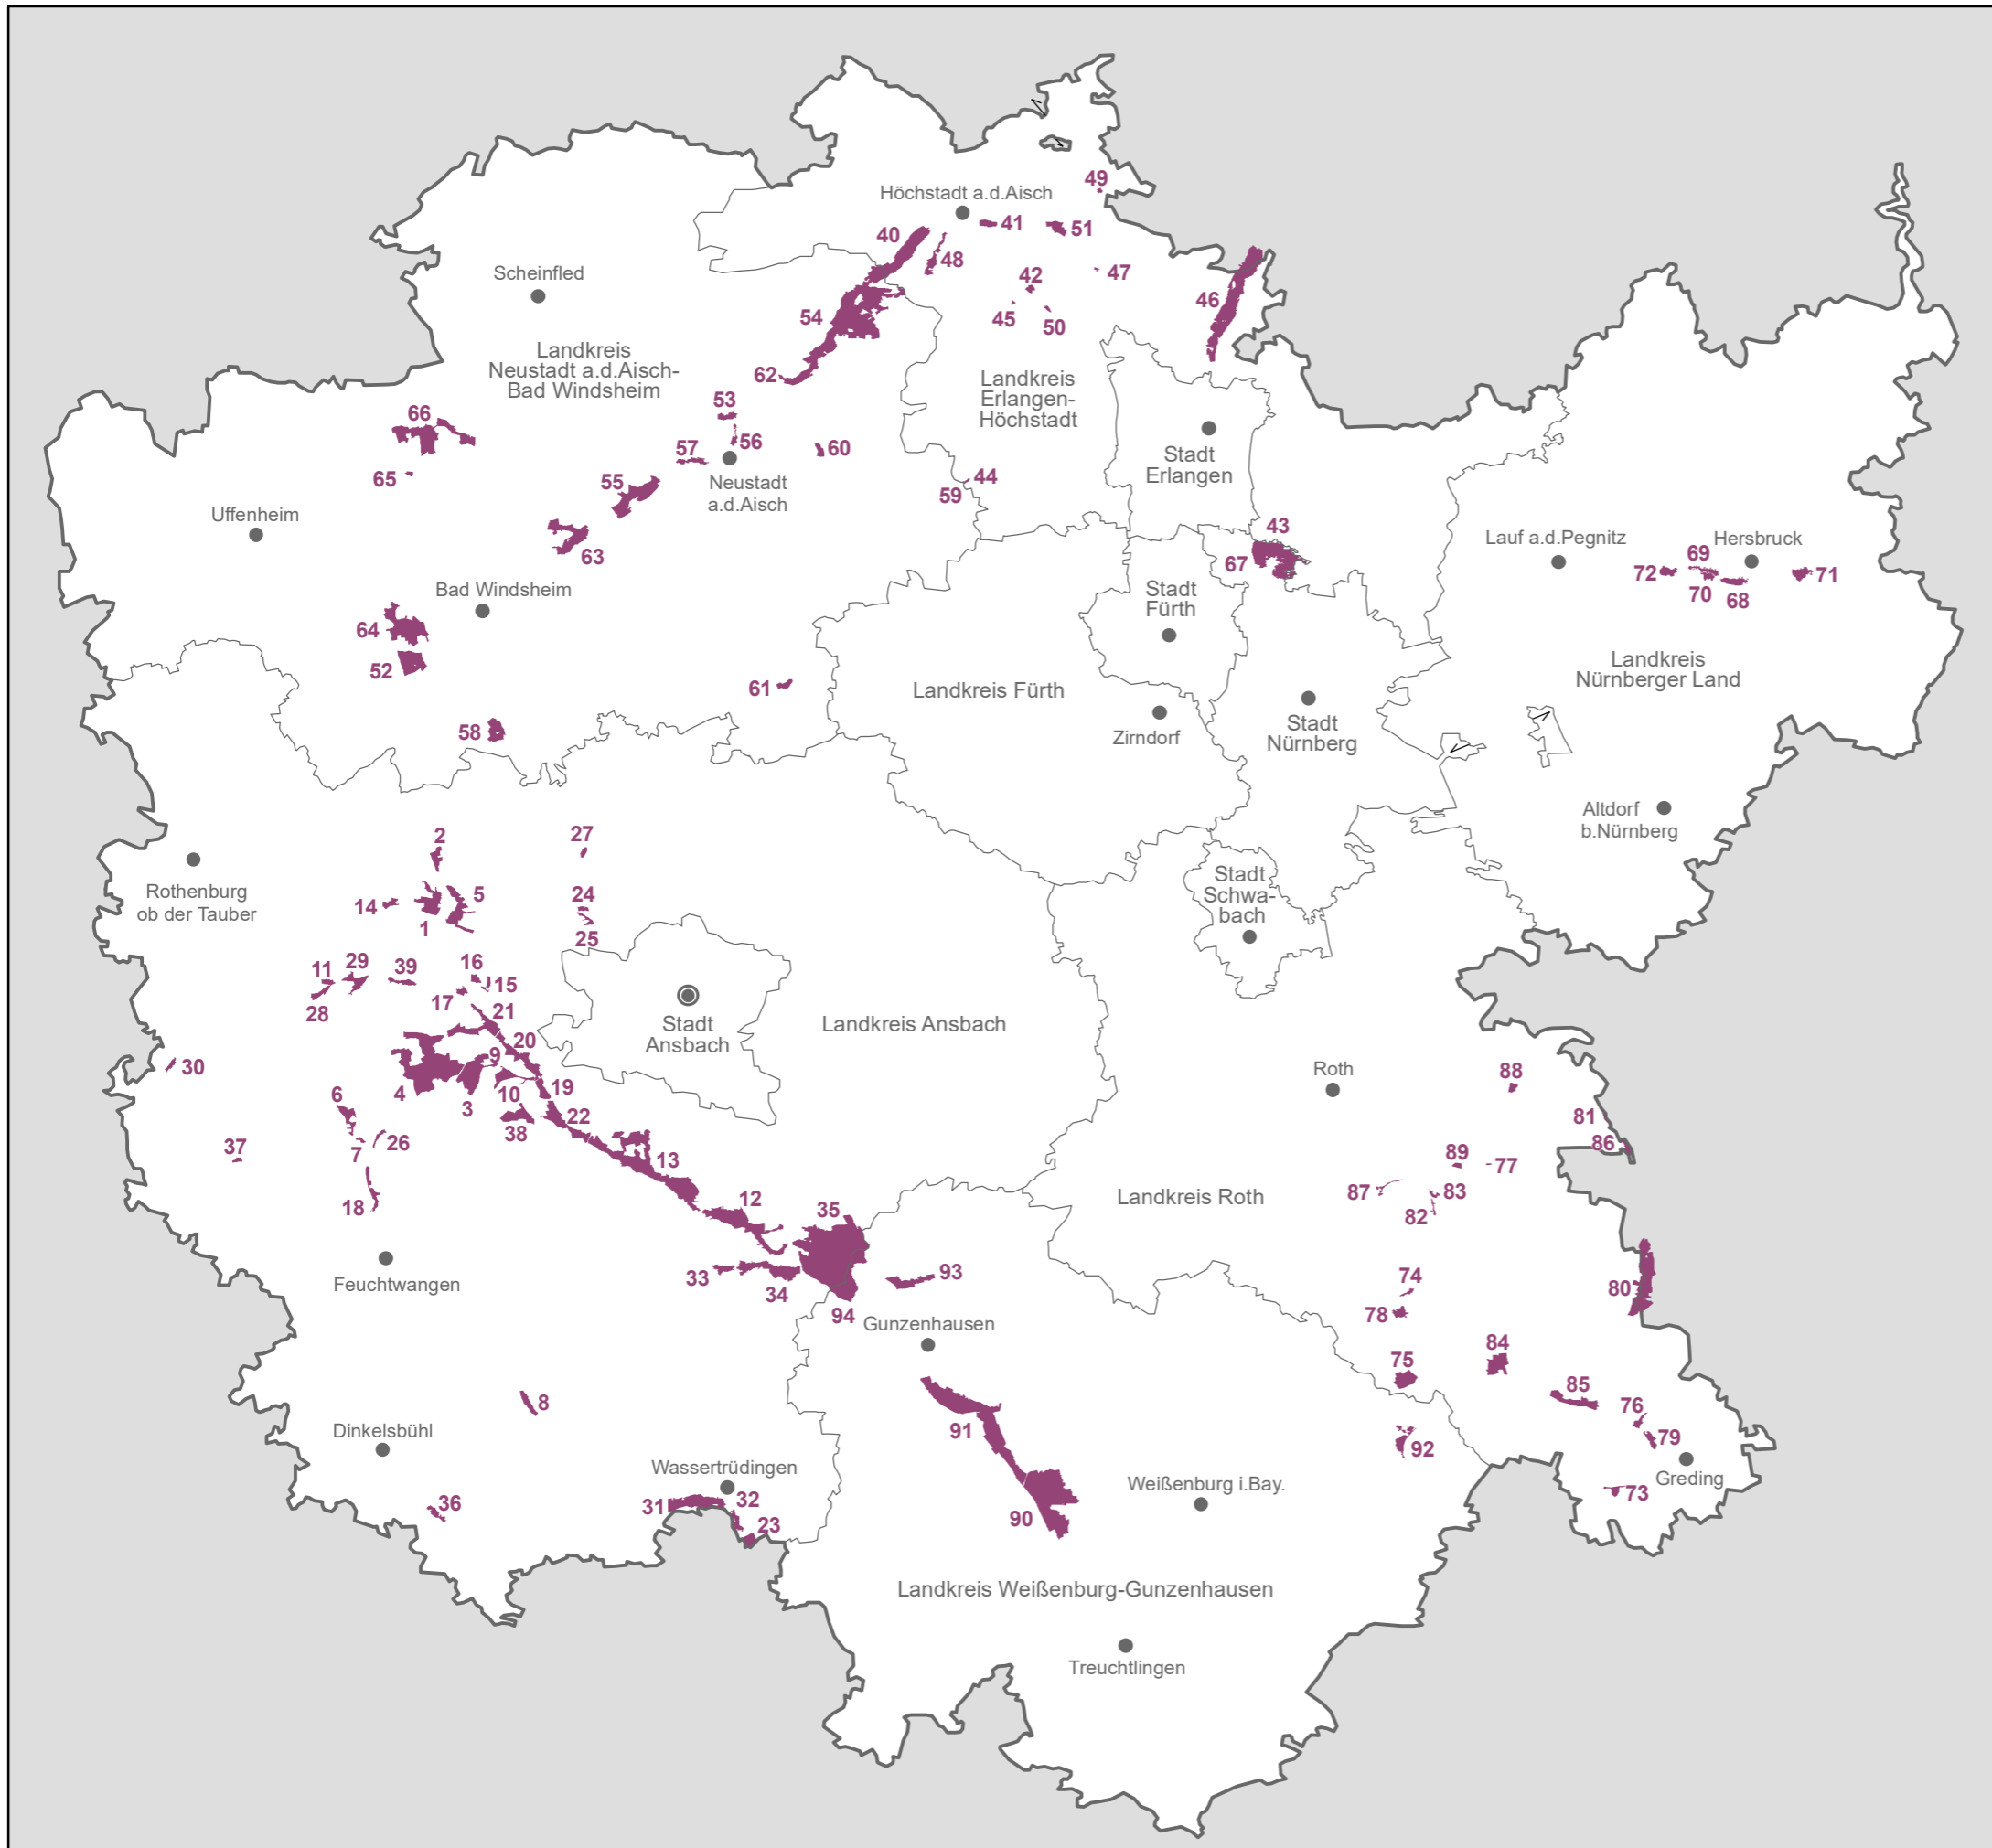 49
Höchstadt a.d.Aisch
41
51
40
48
47
42
46
45
50
Scheinfled
54
Landkreis
Neustadt a.d.Aisch-
Bad Windsheim
62
Landkreis
Erlangen-
Höchstadt
53
56
57
60
66
65
55
Neustadt
a.d.Aisch
44
59
Stadt
Erlangen
Uffenheim
63
43
67
Lauf a.d.Pegnitz
Hersbruck
69
72
70
68
71
Bad Windsheim
64
52
Stadt
Fürth
61
Landkreis Fürth
Landkreis
Nürnberger Land
58
Zirndorf
Stadt
Nürnberg
Altdorf
b.Nürnberg
2
27
Rothenburg
ob der Tauber
14
1
5
24
25
Stadt
Schwa-
bach
11
29
39
16
15
28
17
21
20
9
Stadt
Ansbach
Landkreis Ansbach
30
4
3
10
19
22
38
6
7
26
37
18
13
12
35
Roth
88
81
86
89
77
87
83
82
Landkreis Roth
Feuchtwangen
33
34
94
93
Gunzenhausen
74
78
80
75
84
85
76
79
Greding
73
92
8
Dinkelsbühl
36
Wassertrüdingen
31
32
23
91
90
Weißenburg i.Bay.
Landkreis Weißenburg-Gunzenhausen
Treuchtlingen